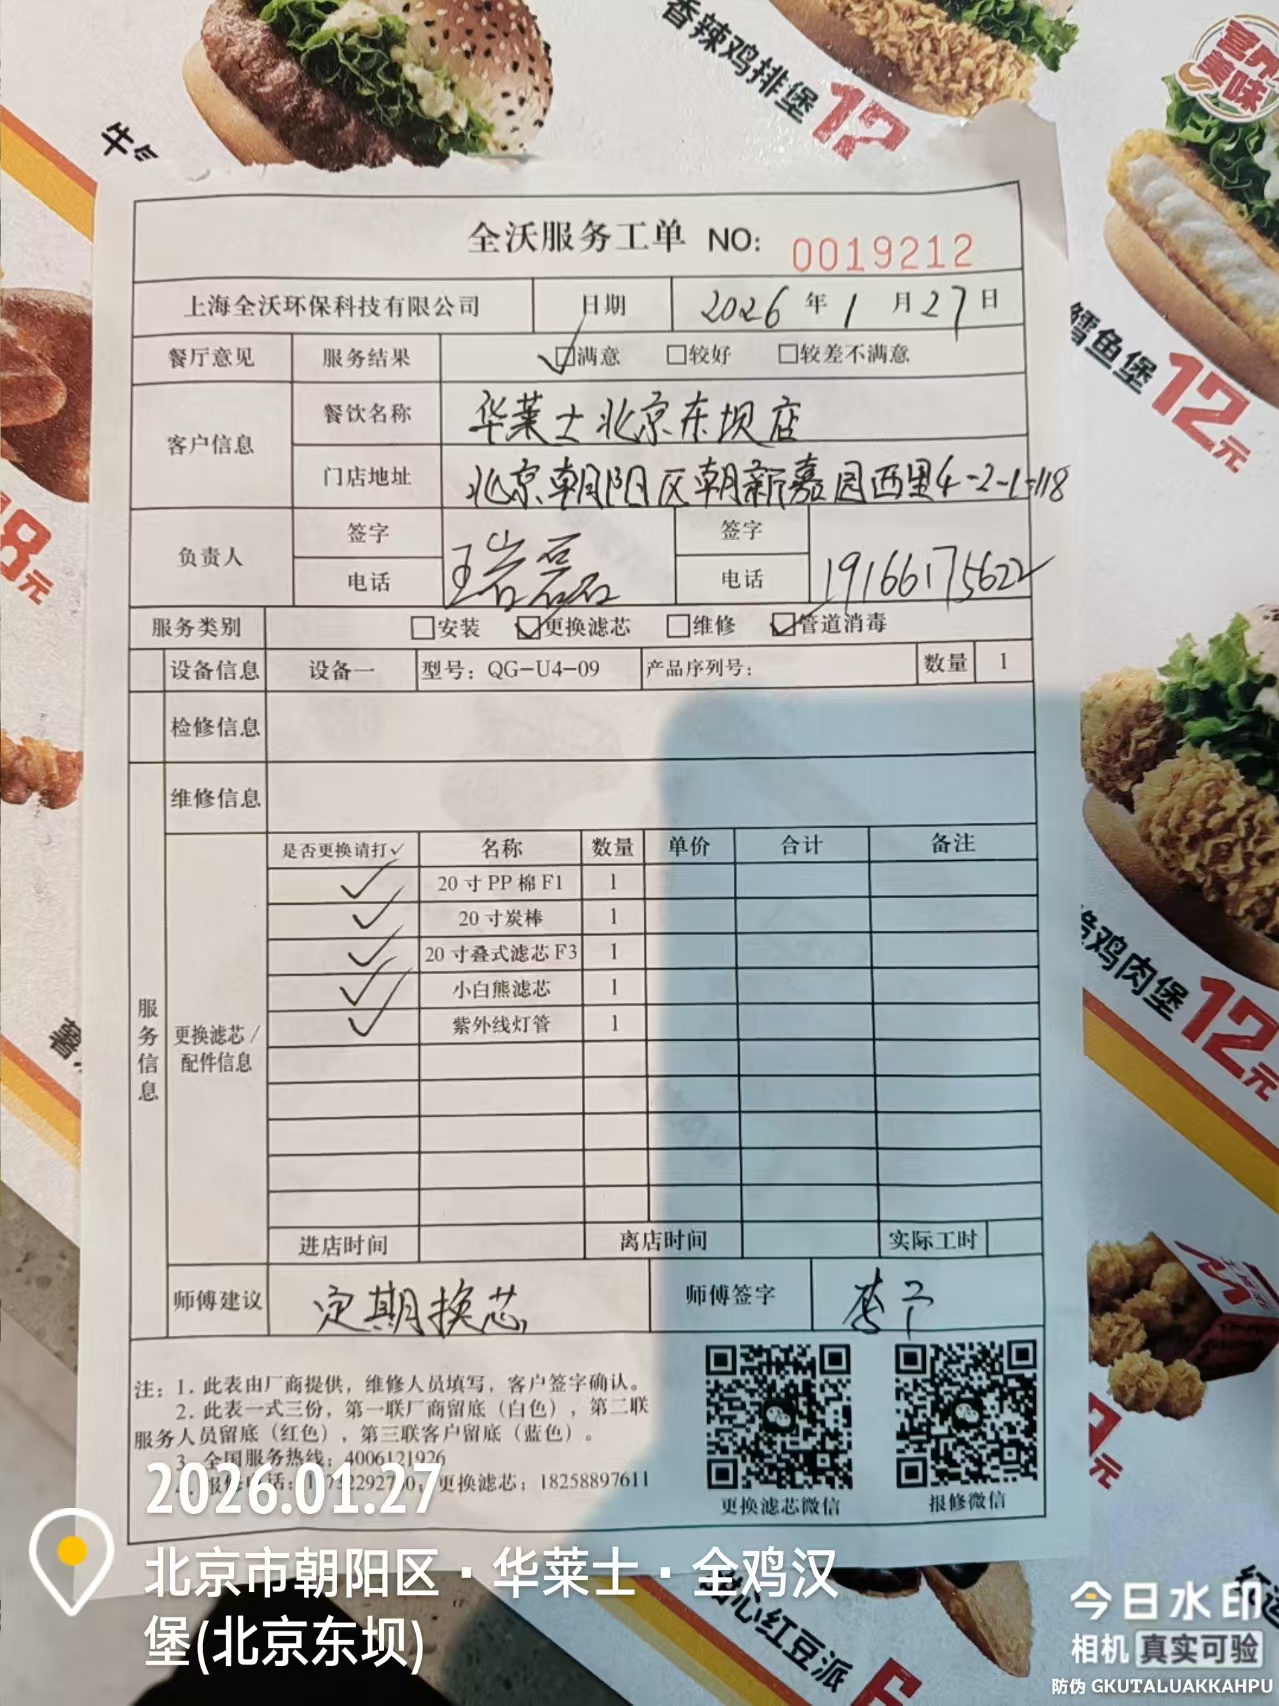 香辣鸡排堡
12
全沃服务工单 NO: 0019212
上海全沃环保科技有限公司 日期 2026 年 1 月 27 日
餐厅意见 服务结果 ✓□满意 □较好 □较差不满意
客户信息 餐饮名称 华莱士北京东坝店
门店地址 北京朝阳区朝新嘉园西里4-2-1-118
负责人 签字 签字
电话 王岩磊 电话 19166175622
服务类别 □安装 ☑更换滤芯 □维修 ☑管道消毒
设备信息 设备一 型号: QG-U4-09 产品序列号: 数量 1
检修信息
维修信息
是否更换请打✓ 名称 数量 单价 合计 备注
✓ 20寸PP棉F1 1
✓ 20寸炭棒 1
✓ 20寸叠式滤芯F3 1
✓ 小白熊滤芯 1
✓ 紫外线灯管 1
服务信息
更换滤芯/
配件信息
进店时间 离店时间 实际工时
师傅建议 定期换芯 师傅签字 李宁
注: 1. 此表由厂商提供，维修人员填写，客户签字确认。
2. 此表一式三份，第一联厂商留底（白色），第二联
服务人员留底（红色），第三联客户留底（蓝色）。
3. 全国服务热线: 4006121926
更换滤芯: 18258897611
更换滤芯微信 报修微信
鳕鱼堡
12元
鸡肉堡
12元
8元
元
红豆派
6
2026.01.27
北京市朝阳区·华莱士·全鸡汉
堡(北京东坝)
今日水印
相机 真实可验
防伪 GKUTALUAKKAHPU